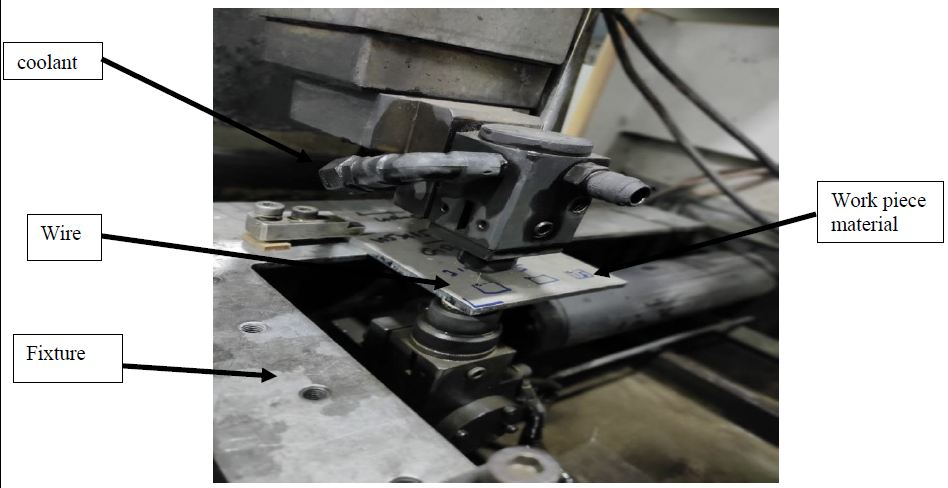 coolant
Wire
Work piece
material
Fixture